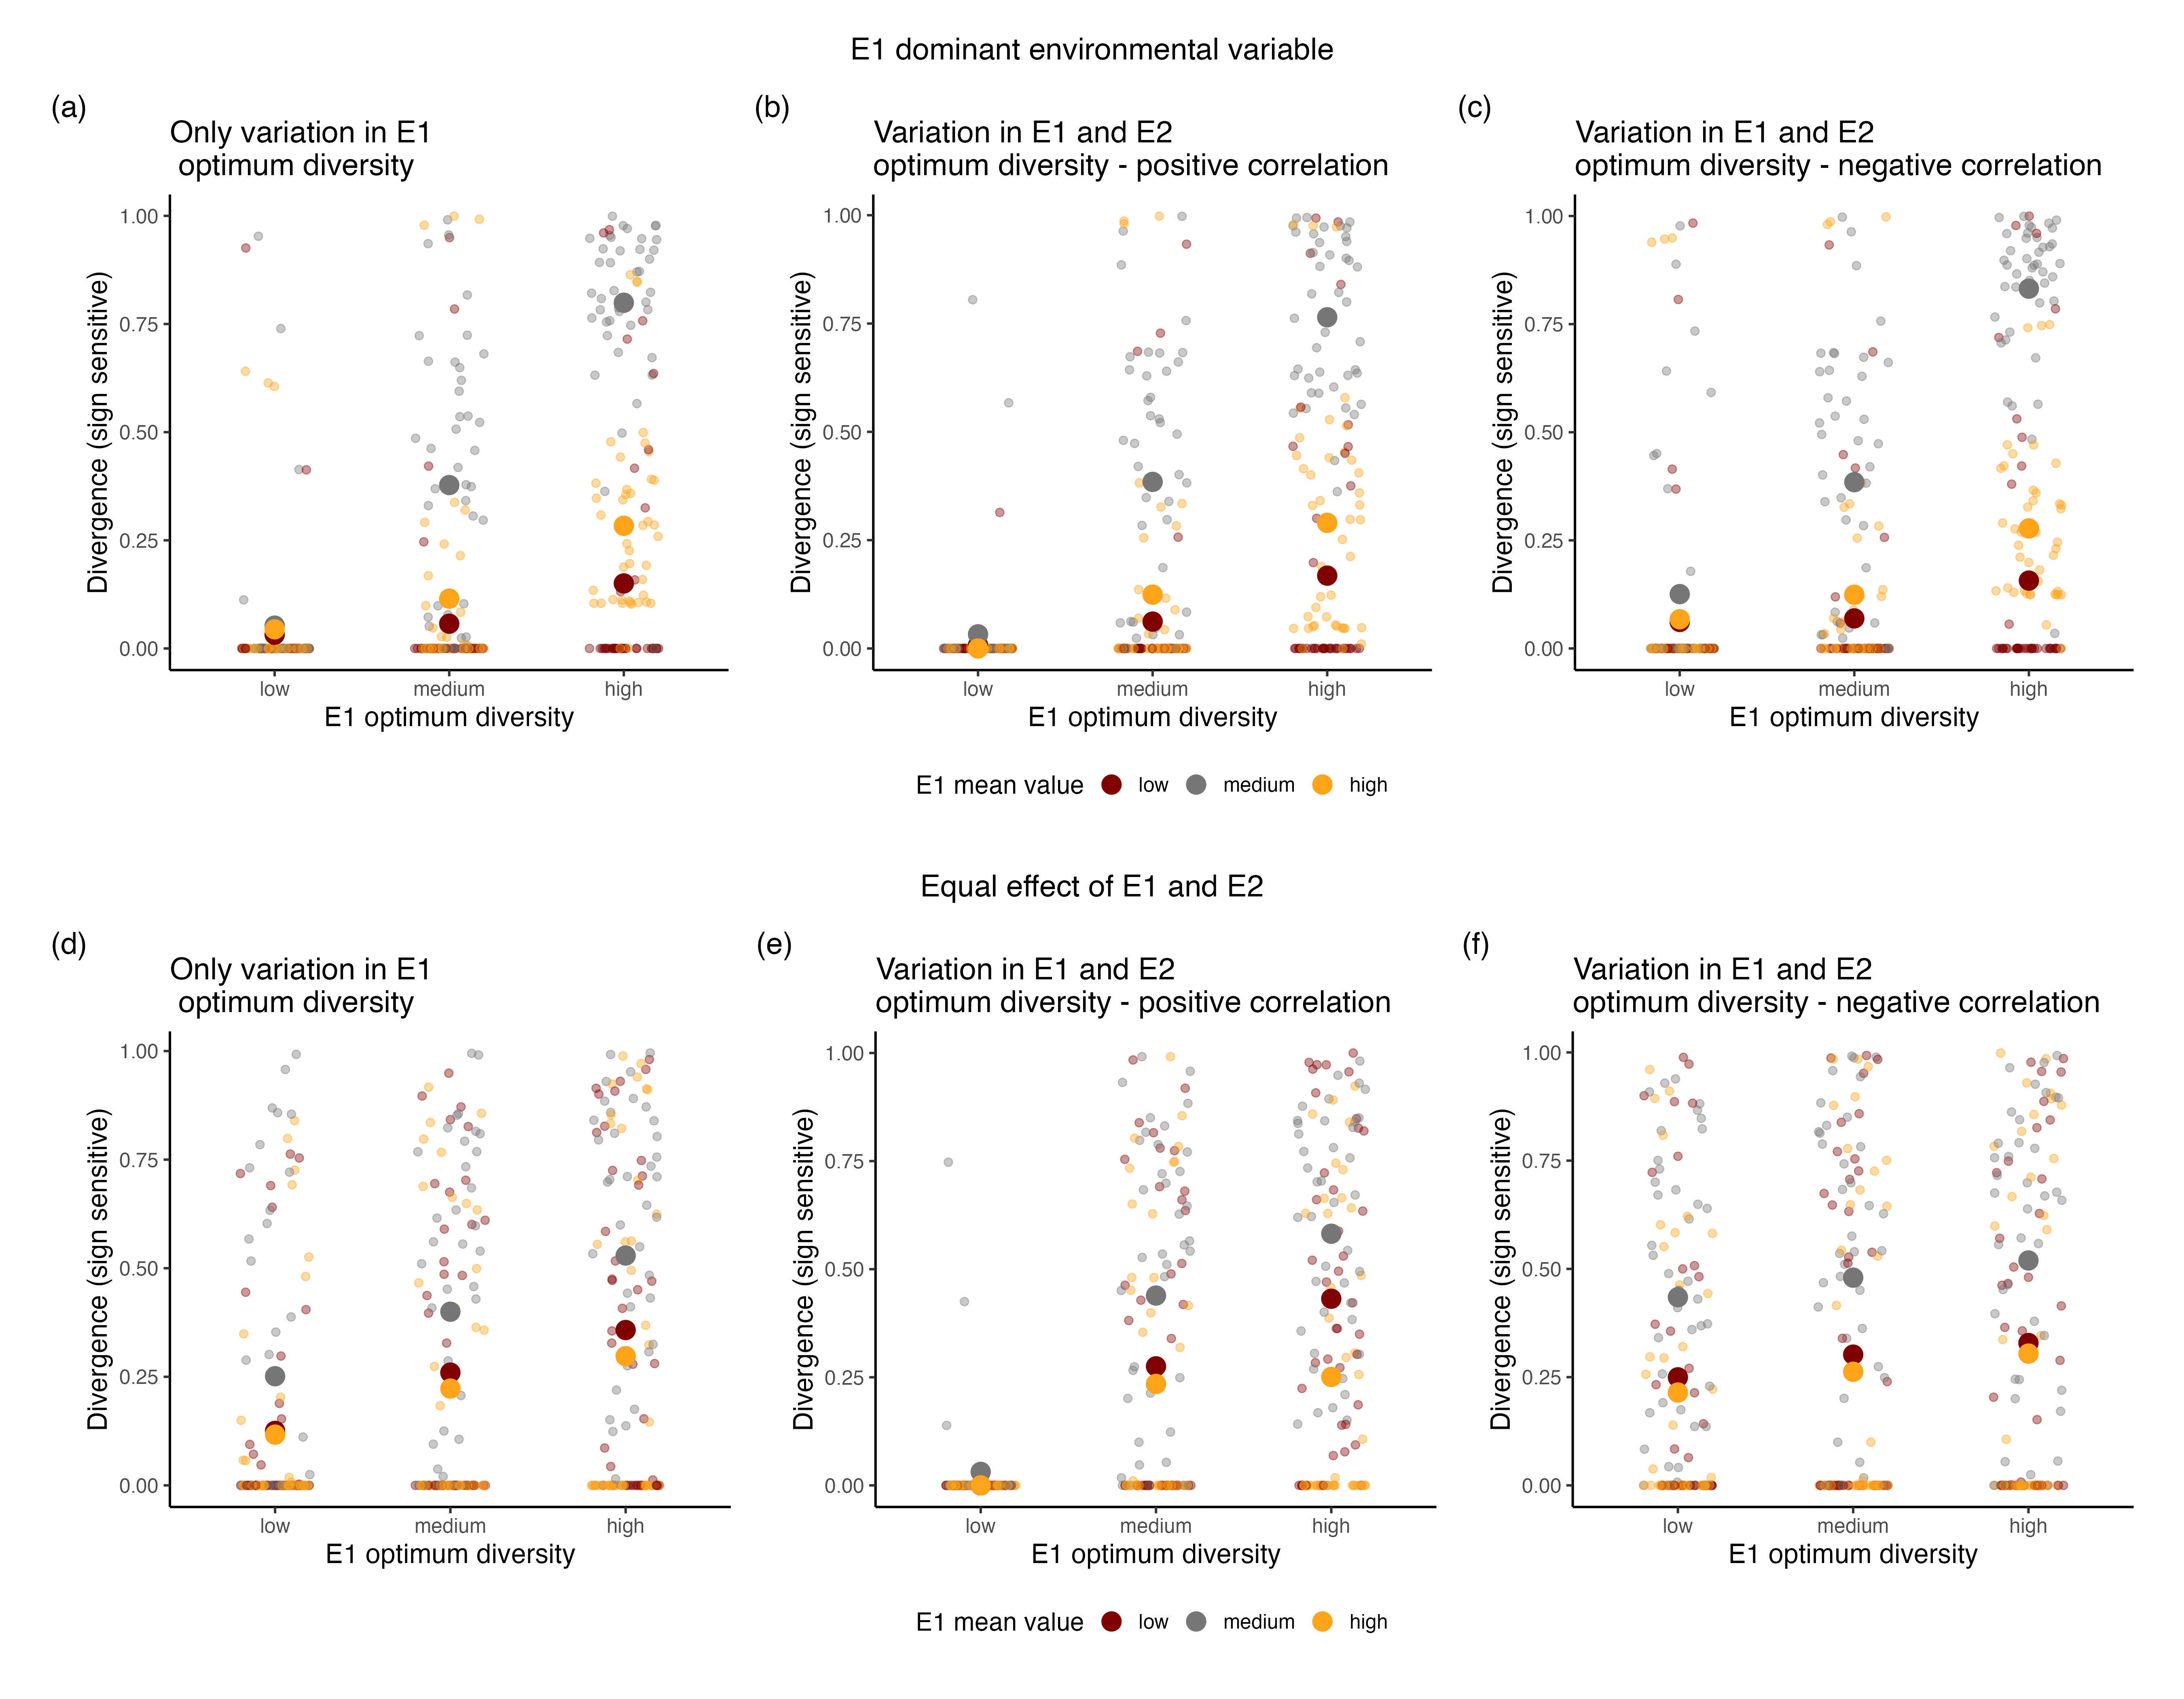 E1 dominant environmental variable
(a)
Only variation in E1
optimum diversity
Divergence (sign sensitive)
1.00
0.75
0.50
0.25
0.00
low medium high
E1 optimum diversity
(b)
Variation in E1 and E2
optimum diversity - positive correlation
Divergence (sign sensitive)
1.00
0.75
0.50
0.25
0.00
low medium high
E1 optimum diversity
(c)
Variation in E1 and E2
optimum diversity - negative correlation
Divergence (sign sensitive)
1.00
0.75
0.50
0.25
0.00
low medium high
E1 optimum diversity
E1 mean value low medium high
Equal effect of E1 and E2
(d)
Only variation in E1
optimum diversity
Divergence (sign sensitive)
1.00
0.75
0.50
0.25
0.00
low medium high
E1 optimum diversity
(e)
Variation in E1 and E2
optimum diversity - positive correlation
Divergence (sign sensitive)
1.00
0.75
0.50
0.25
0.00
low medium high
E1 optimum diversity
(f)
Variation in E1 and E2
optimum diversity - negative correlation
Divergence (sign sensitive)
1.00
0.75
0.50
0.25
0.00
low medium high
E1 optimum diversity
E1 mean value low medium high